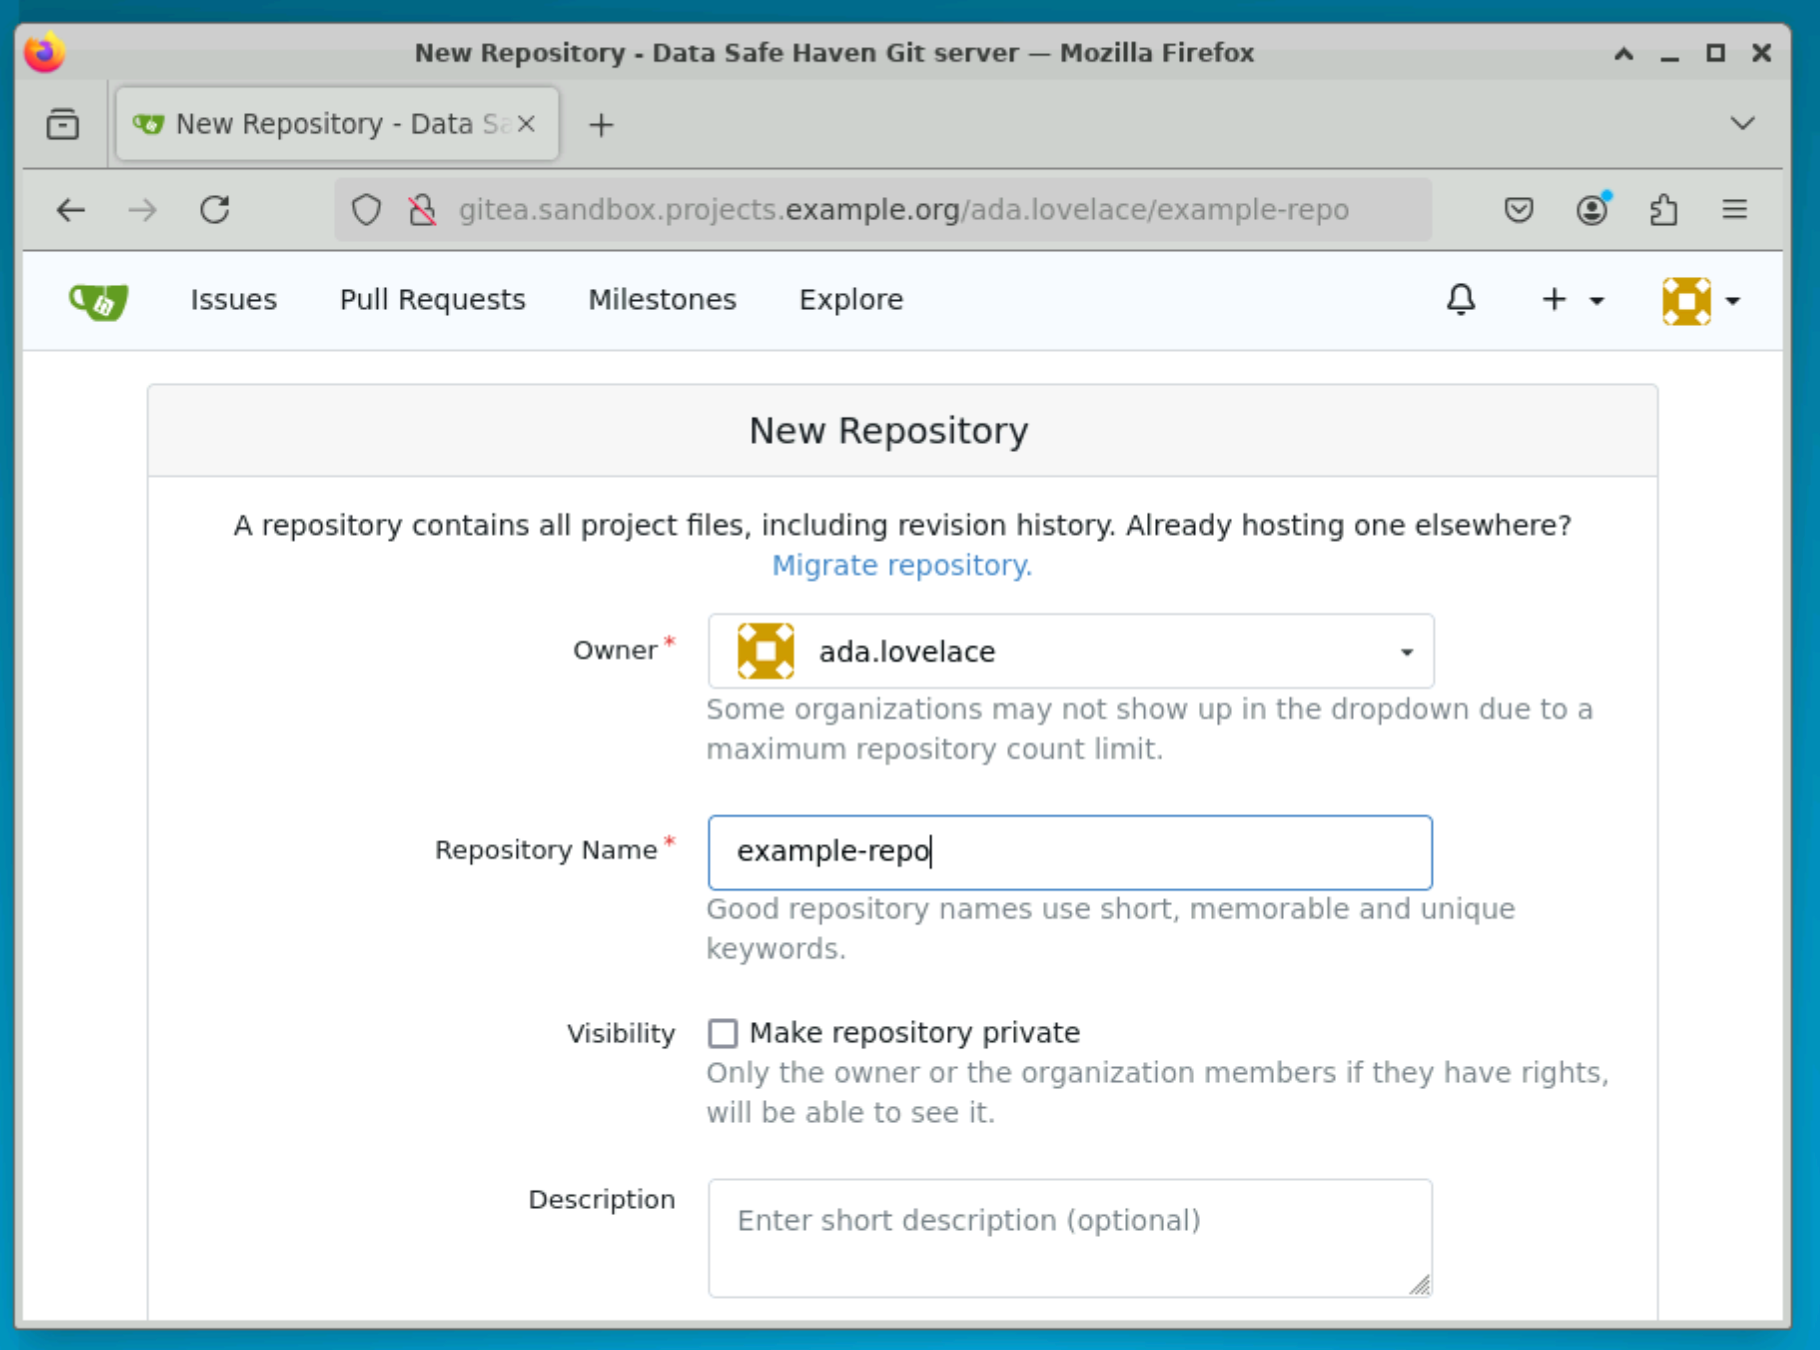 New Repository - Data Safe Haven Git server — Mozilla Firefox
New Repository - Data Sa
gitea.sandbox.projects.example.org/ada.lovelace/example-repo
Issues Pull Requests Milestones Explore
New Repository
A repository contains all project files, including revision history. Already hosting one elsewhere?
Migrate repository.
Owner * ada.lovelace
Some organizations may not show up in the dropdown due to a
maximum repository count limit.
Repository Name * example-repo
Good repository names use short, memorable and unique
keywords.
Visibility Make repository private
Only the owner or the organization members if they have rights,
will be able to see it.
Description Enter short description (optional)